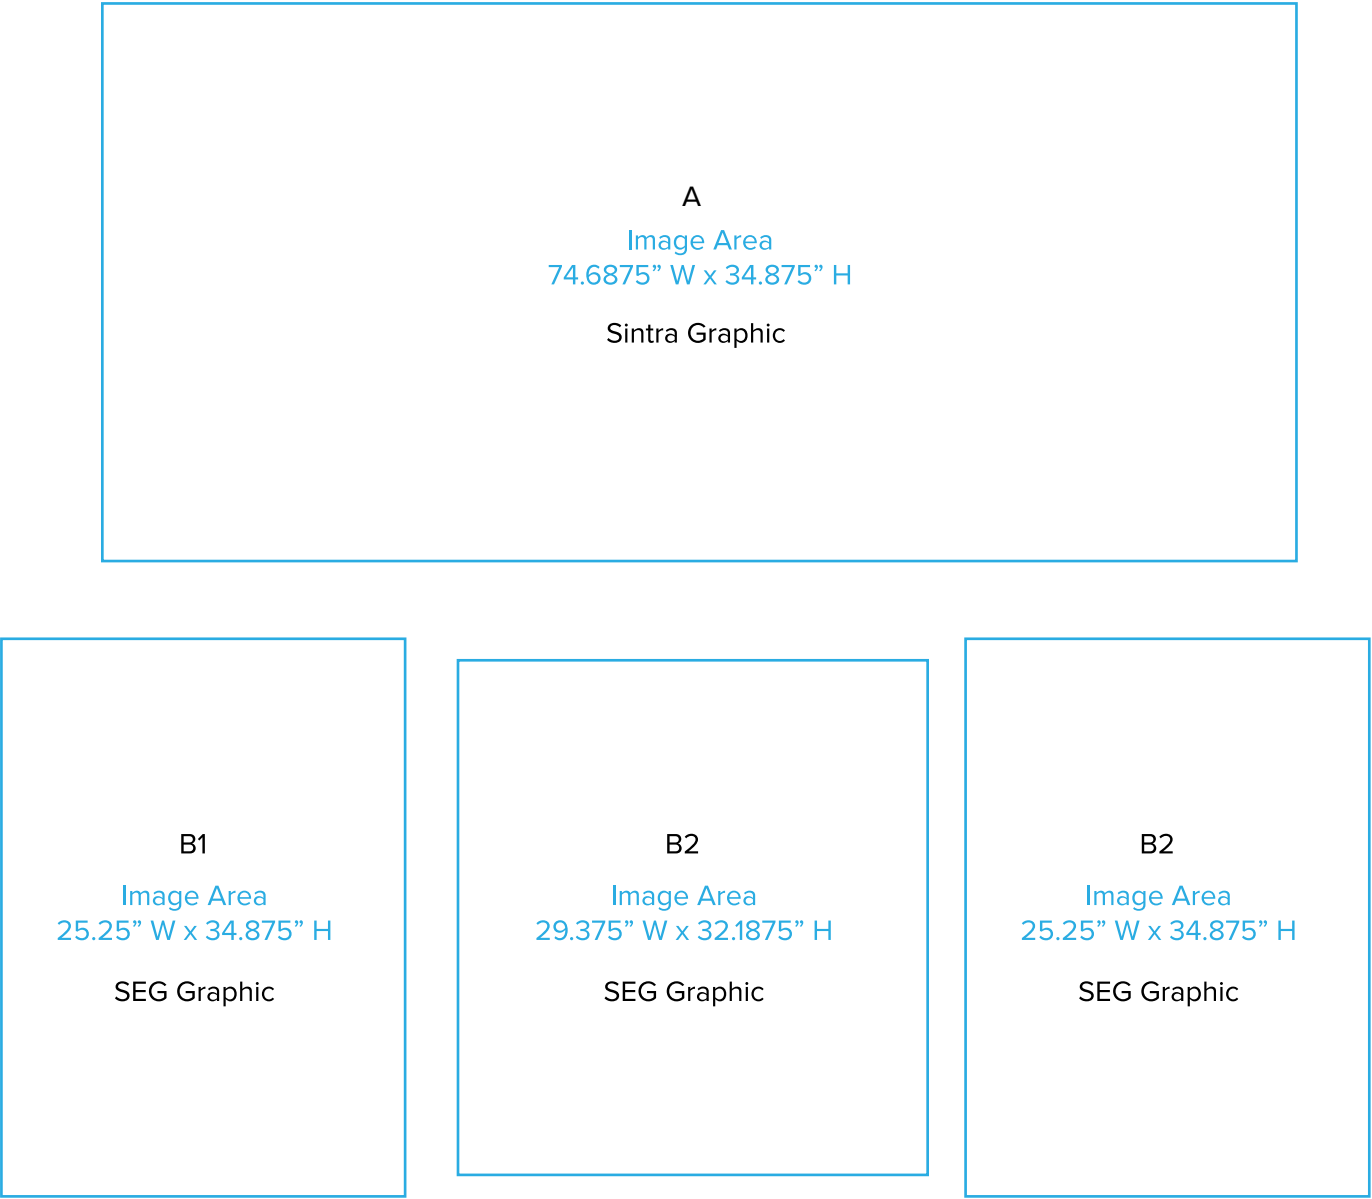 A
Image Area
74.6875” W x 34.875” H
Sintra Graphic
B1
Image Area
25.25” W x 34.875” H
SEG Graphic
B2
Image Area
29.375” W x 32.1875” H
SEG Graphic
B2
Image Area
25.25” W x 34.875” H
SEG Graphic